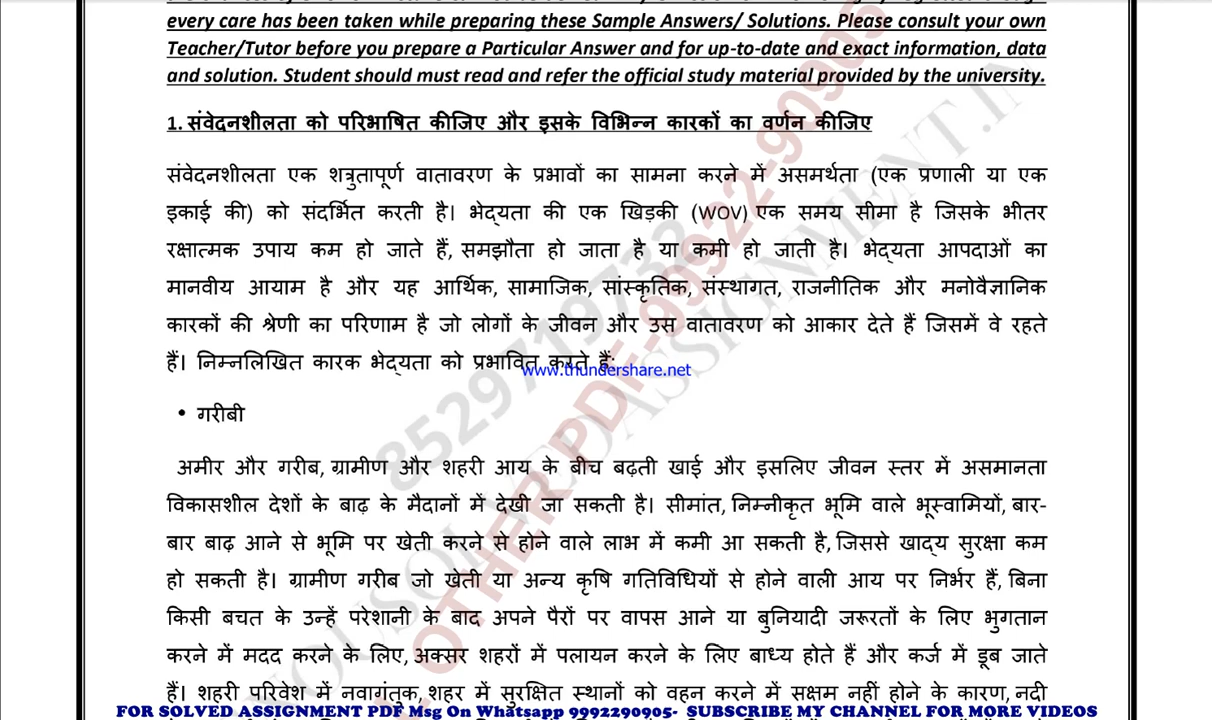 every care has been taken while preparing these Sample Answers/ Solutions. Please consult your own
Teacher/Tutor before you prepare a Particular Answer and for up-to-date and exact information, data
and solution. Student should must read and refer the official study material provided by the university.
1. संवेदनशीलता को परिभाषित कीजिए और इसके विभिन्न कारकों का वर्णन कीजिए
संवेदनशीलता एक शत्रुतापूर्ण वातावरण के प्रभावों का सामना करने में असमर्थता (एक प्रणाली या एक
इकाई की) को संदर्भित करती है। भेद्यता की एक खिड़की (WOV) एक समय सीमा है जिसके भीतर
रक्षात्मक उपाय कम हो जाते हैं, समझौता हो जाता है या कमी हो जाती है। भेद्यता आपदाओं का
मानवीय आयाम है और यह आर्थिक, सामाजिक, सांस्कृतिक, संस्थागत, राजनीतिक और मनोवैज्ञानिक
कारकों की श्रेणी का परिणाम है जो लोगों के जीवन और उस वातावरण को आकार देते हैं जिसमें वे रहते
हैं। निम्नलिखित कारक भेद्यता को प्रभावित करते हैं:
www.thundershare.net
• गरीबी
अमीर और गरीब, ग्रामीण और शहरी आय के बीच बढ़ती खाई और इसलिए जीवन स्तर में असमानता
विकासशील देशों के बाढ़ के मैदानों में देखी जा सकती है। सीमांत, निम्नीकृत भूमि वाले भूस्वामियों, बार-
बार बाढ़ आने से भूमि पर खेती करने से होने वाले लाभ में कमी आ सकती है, जिससे खाद्य सुरक्षा कम
हो सकती है। ग्रामीण गरीब जो खेती या अन्य कृषि गतिविधियों से होने वाली आय पर निर्भर हैं, बिना
किसी बचत के उन्हें परेशानी के बाद अपने पैरों पर वापस आने या बुनियादी जरूरतों के लिए भुगतान
करने में मदद करने के लिए, अक्सर शहरों में पलायन करने के लिए बाध्य होते हैं और कर्ज में डूब जाते
हैं। शहरी परिवेश में नवागंतुक, शहर में सुरक्षित स्थानों को वहन करने में सक्षम नहीं होने के कारण, नदी
FOR SOLVED ASSIGNMENT PDF Msg On Whatsapp 9992290905- SUBSCRIBE MY CHANNEL FOR MORE VIDEOS